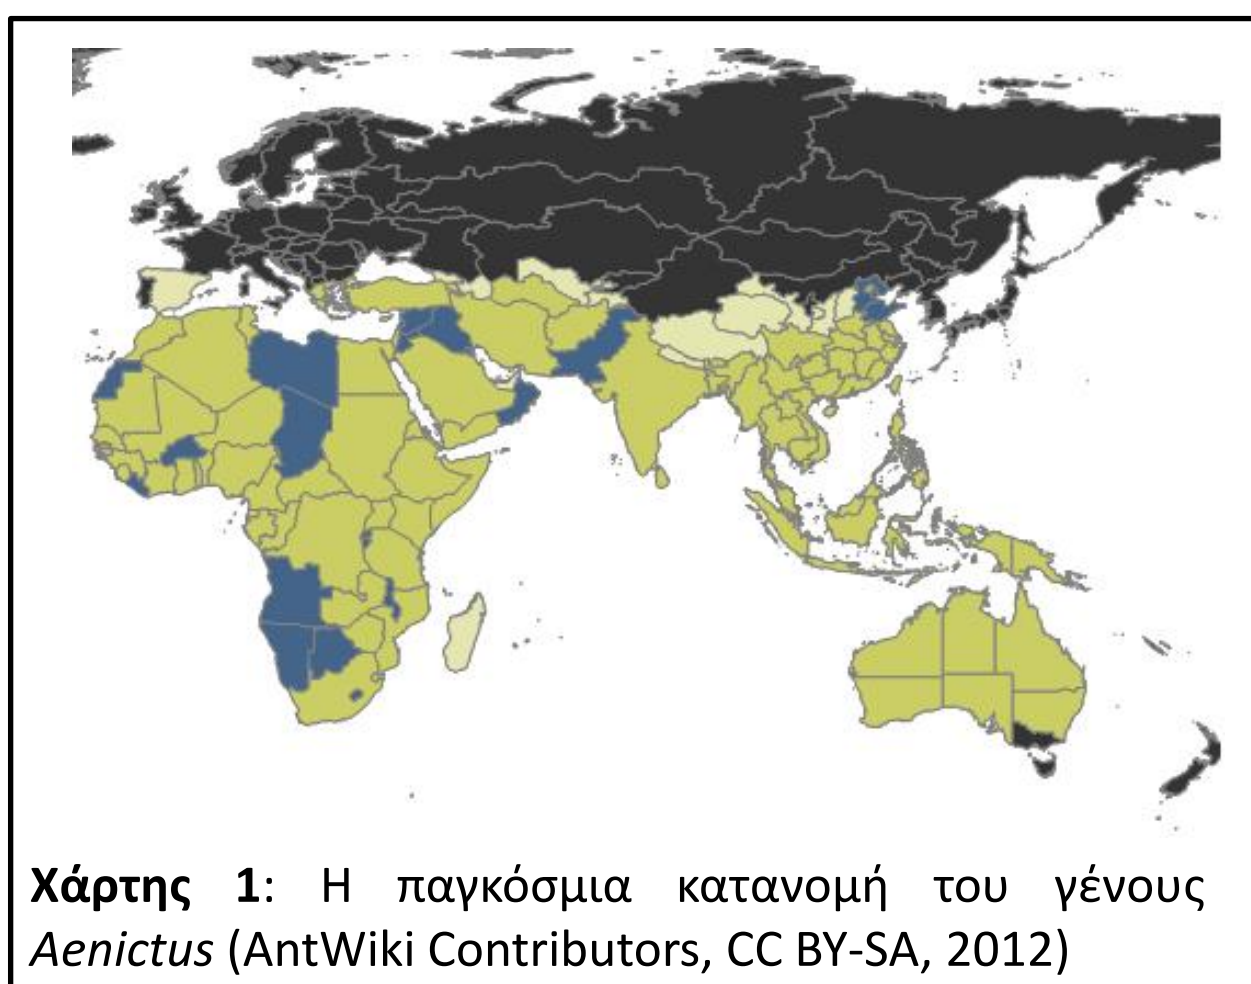 Χάρτης 1: Η παγκόσμια κατανομή του γένους
Aenictus (AntWiki Contributors, CC BY-SA, 2012)